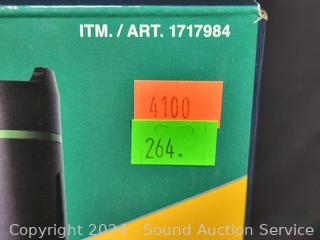 ITM. / ART. 1717984
4100
264.
Copyright 2024 - Sound Auction Service